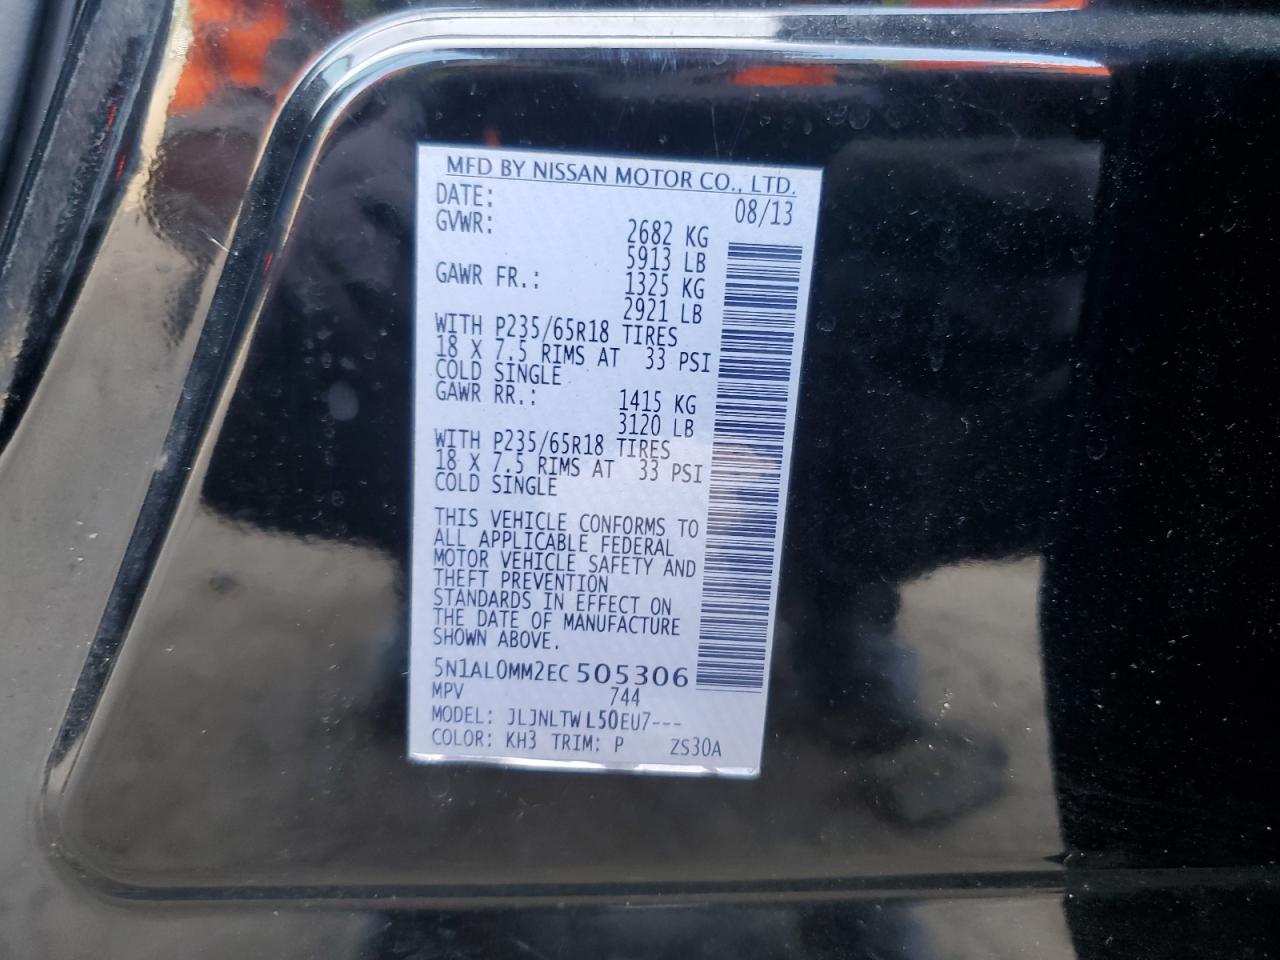 MFD BY NISSAN MOTOR CO., LTD.
DATE: 08/13
GVWR: 2682 KG
5913 LB
GAWR FR.: 1325 KG
2921 LB
WITH P235/65R18 TIRES
18 X 7.5 RIMS AT 33 PSI
COLD SINGLE
GAWR RR.: 1415 KG
3120 LB
WITH P235/65R18 TIRES
18 X 7.5 RIMS AT 33 PSI
COLD SINGLE
THIS VEHICLE CONFORMS TO
ALL APPLICABLE FEDERAL
MOTOR VEHICLE SAFETY AND
THEFT PREVENTION
STANDARDS IN EFFECT ON
THE DATE OF MANUFACTURE
SHOWN ABOVE.
5N1AL0MM2EC 505306
MPV 744
MODEL: JLJNLTWL50EU7---
COLOR: KH3 TRIM: P ZS30A